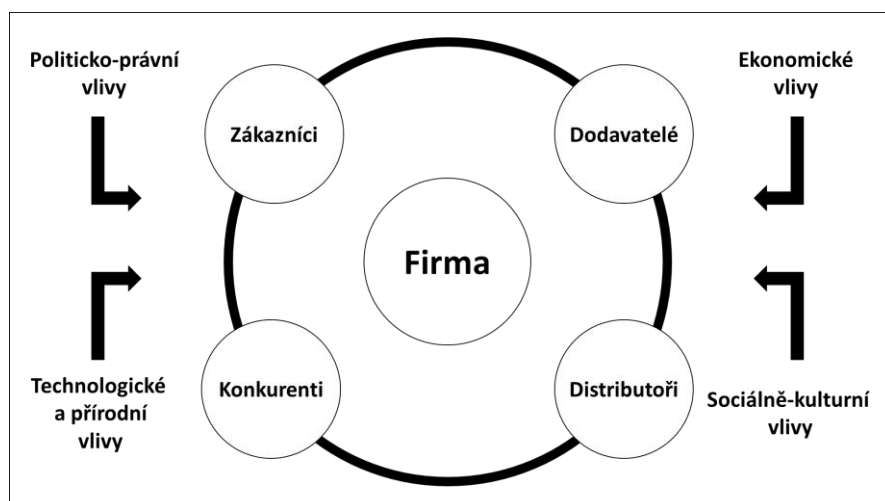 Politicko-právní
vlivy
Ekonomické
vlivy
Zákazníci
Dodavatelé
Firma
Konkurenti
Distributoři
Technologické
a přírodní
vlivy
Sociálně-kulturní
vlivy